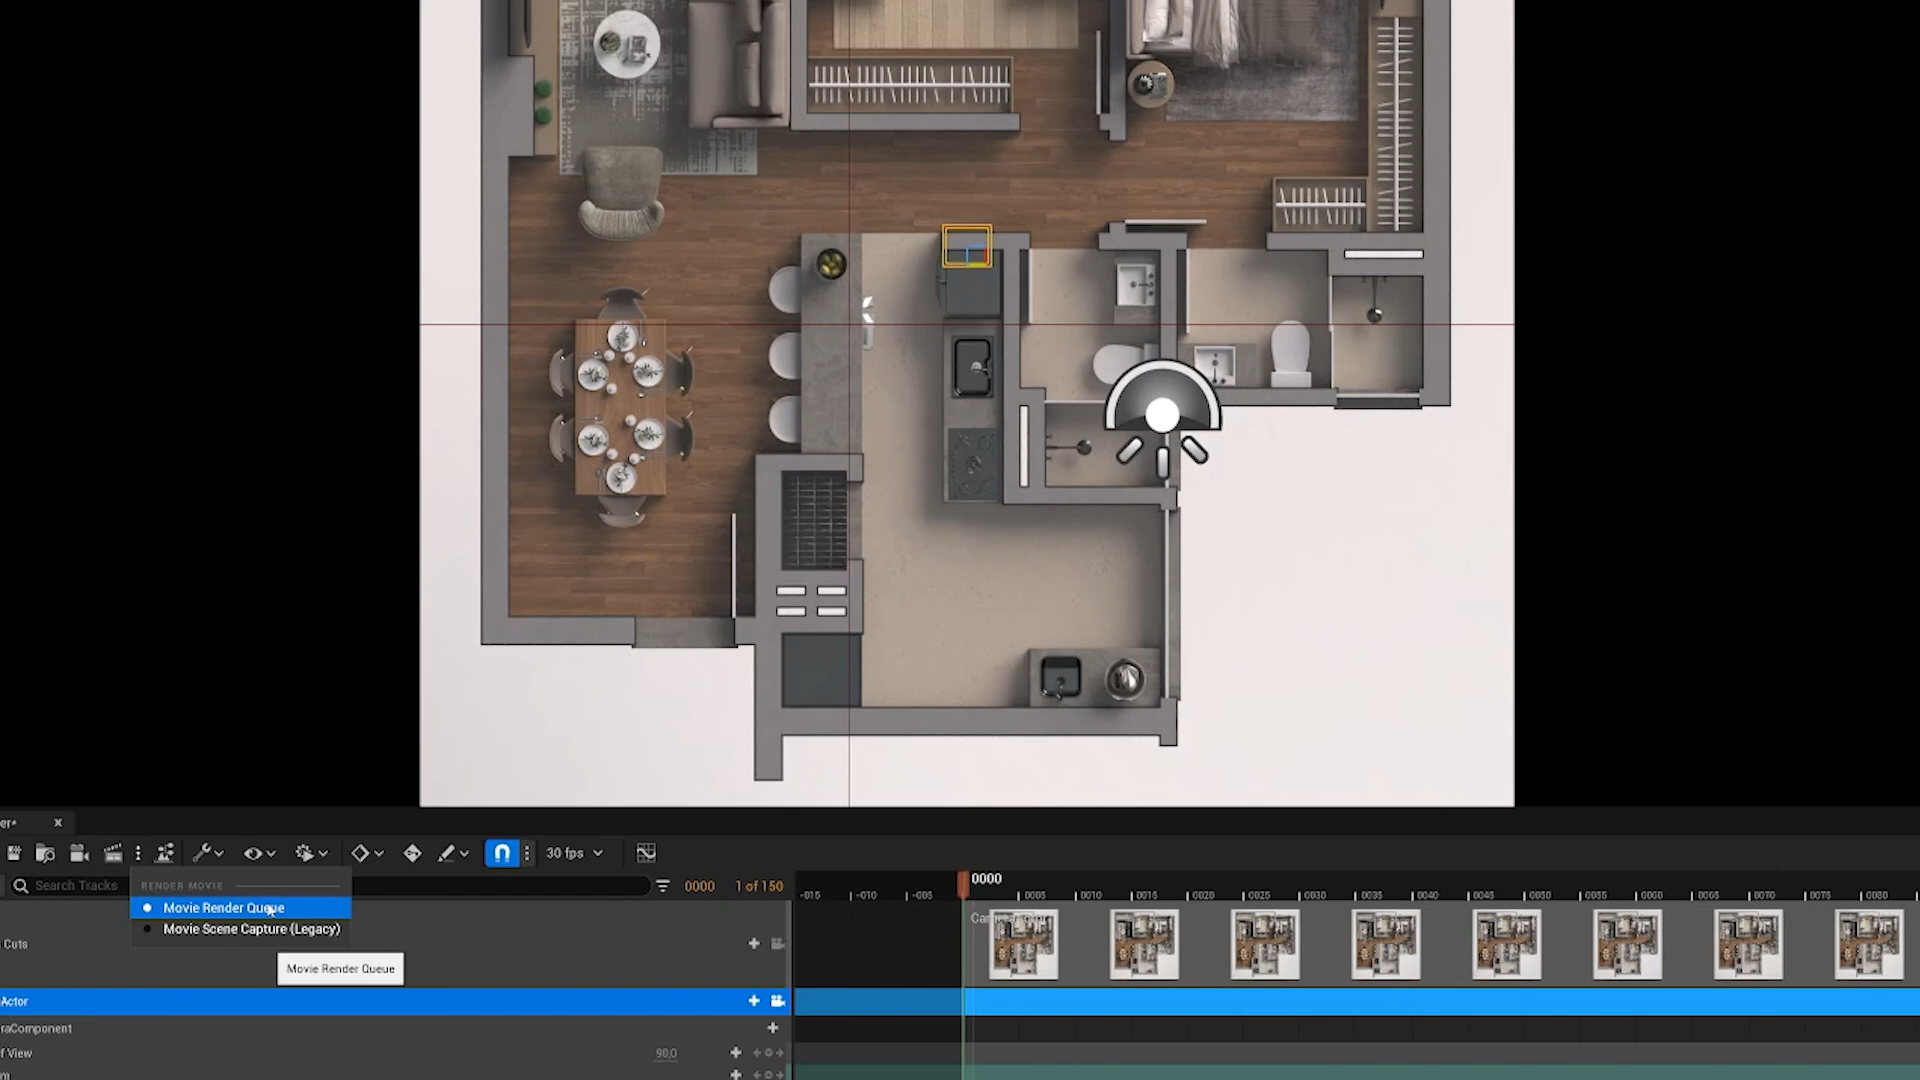 er*
30 fps
Search Tracks
0000
1 of 150
RENDER MOVIE
Movie Render Queue
Movie Scene Capture (Legacy)
Movie Render Queue
-015 -010 -005 0000 0005 0010 0015 0020 0025 0030 0035 0040 0045 0050 0055 0060 0065 0070 0075 0080
Cuts
Actor
raComponent
f View
90,0
m